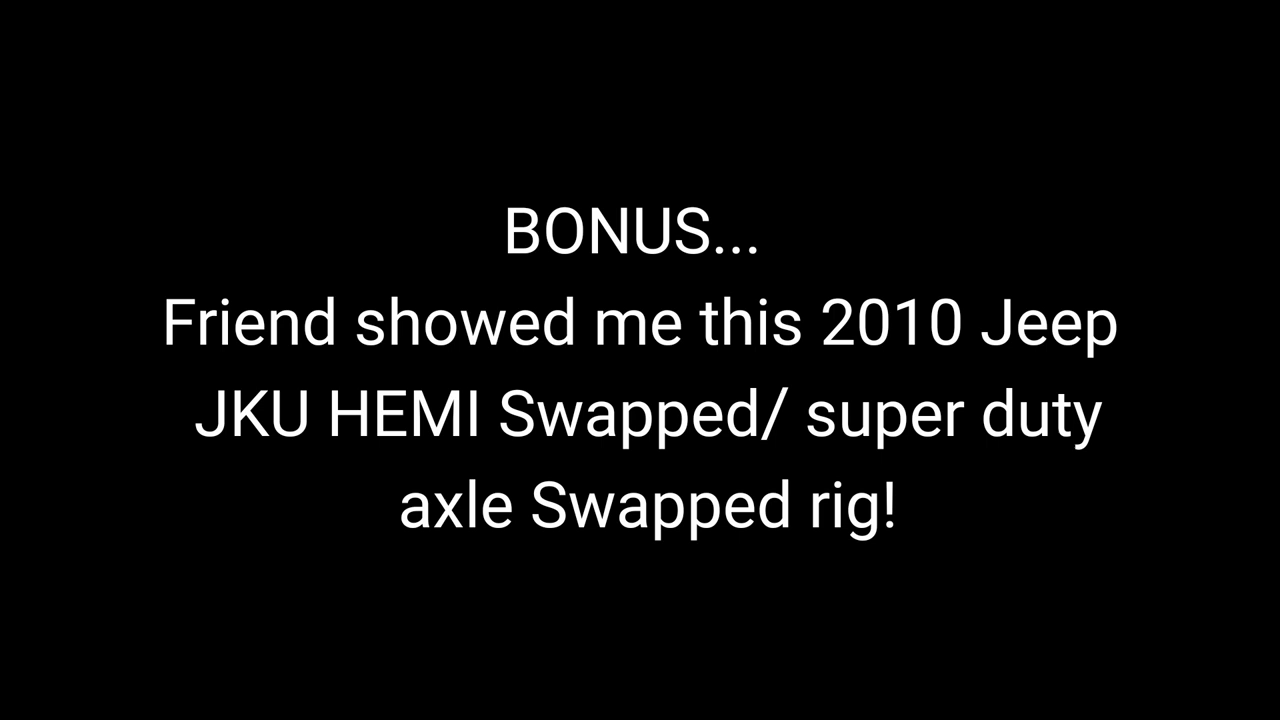 BONUS...
Friend showed me this 2010 Jeep
JKU HEMI Swapped/ super duty
axle Swapped rig!